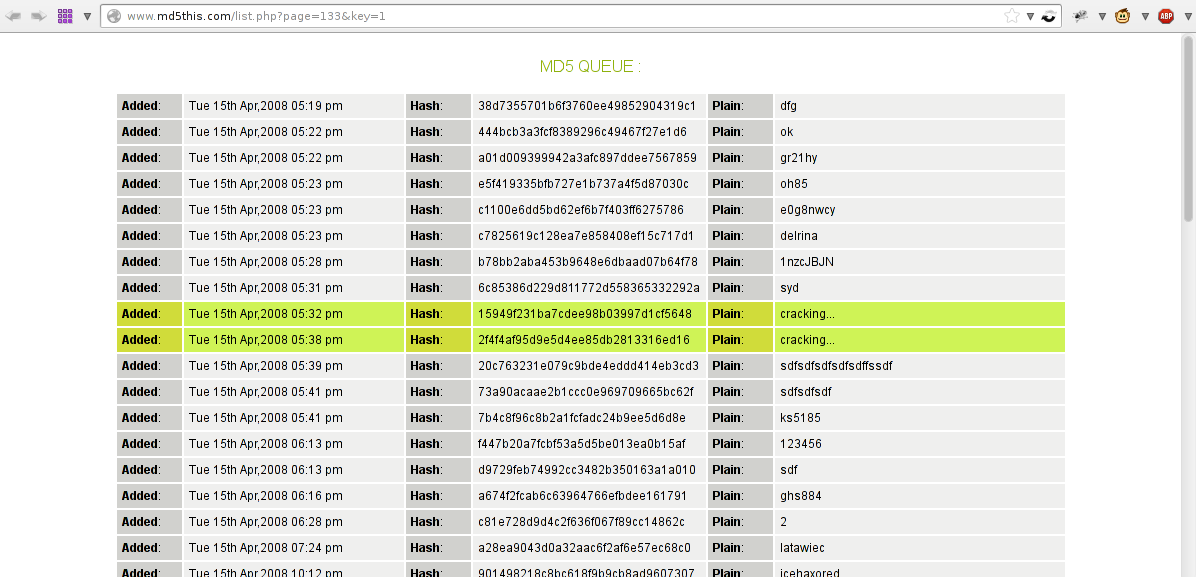 www.md5this.com/list.php?page=133&key=1
ABP
MD5 QUEUE :
Added: Tue 15th Apr,2008 05:19 pm Hash: 38d7355701b6f3760ee49852904319c1 Plain: dfg
Added: Tue 15th Apr,2008 05:22 pm Hash: 444bcb3a3fcf8389296c49467f27e1d6 Plain: ok
Added: Tue 15th Apr,2008 05:22 pm Hash: a01d009399942a3afc897ddee7567859 Plain: gr21hy
Added: Tue 15th Apr,2008 05:23 pm Hash: e5f419335bfb727e1b737a4f5d87030c Plain: oh85
Added: Tue 15th Apr,2008 05:23 pm Hash: c1100e6dd5bd62ef6b7f403ff6275786 Plain: e0g8nwcy
Added: Tue 15th Apr,2008 05:23 pm Hash: c7825619c128ea7e858408ef15c717d1 Plain: delrina
Added: Tue 15th Apr,2008 05:28 pm Hash: b78bb2aba453b9648e6dbaad07b64f78 Plain: 1nzcJBJN
Added: Tue 15th Apr,2008 05:31 pm Hash: 6c85386d229d811772d558365332292a Plain: syd
Added: Tue 15th Apr,2008 05:32 pm Hash: 15949f231ba7cdee98b03997d1cf5648 Plain: cracking...
Added: Tue 15th Apr,2008 05:38 pm Hash: 2f4f4af95d9e5d4ee85db2813316ed16 Plain: cracking...
Added: Tue 15th Apr,2008 05:39 pm Hash: 20c763231e079c9bde4eddd414eb3cd3 Plain: sdfsdfsdfsdfsdffssdf
Added: Tue 15th Apr,2008 05:41 pm Hash: 73a90acaae2b1ccc0e969709665bc62f Plain: sdfsdfsdf
Added: Tue 15th Apr,2008 05:41 pm Hash: 7b4c8f96c8b2a1fcfadc24b9ee5d6d8e Plain: ks5185
Added: Tue 15th Apr,2008 06:13 pm Hash: f447b20a7fcbf53a5d5be013ea0b15af Plain: 123456
Added: Tue 15th Apr,2008 06:13 pm Hash: d9729feb74992cc3482b350163a1a010 Plain: sdf
Added: Tue 15th Apr,2008 06:16 pm Hash: a674f2fcab6c63964766efbdee161791 Plain: ghs884
Added: Tue 15th Apr,2008 06:28 pm Hash: c81e728d9d4c2f636f067f89cc14862c Plain: 2
Added: Tue 15th Apr,2008 07:24 pm Hash: a28ea9043d0a32aac6f2af6e57ec68c0 Plain: latawiec
Added: Tue 15th Apr,2008 10:12 pm Hash: 901498218c8bc618f9b9cb8ad9607307 Plain: icehaxored